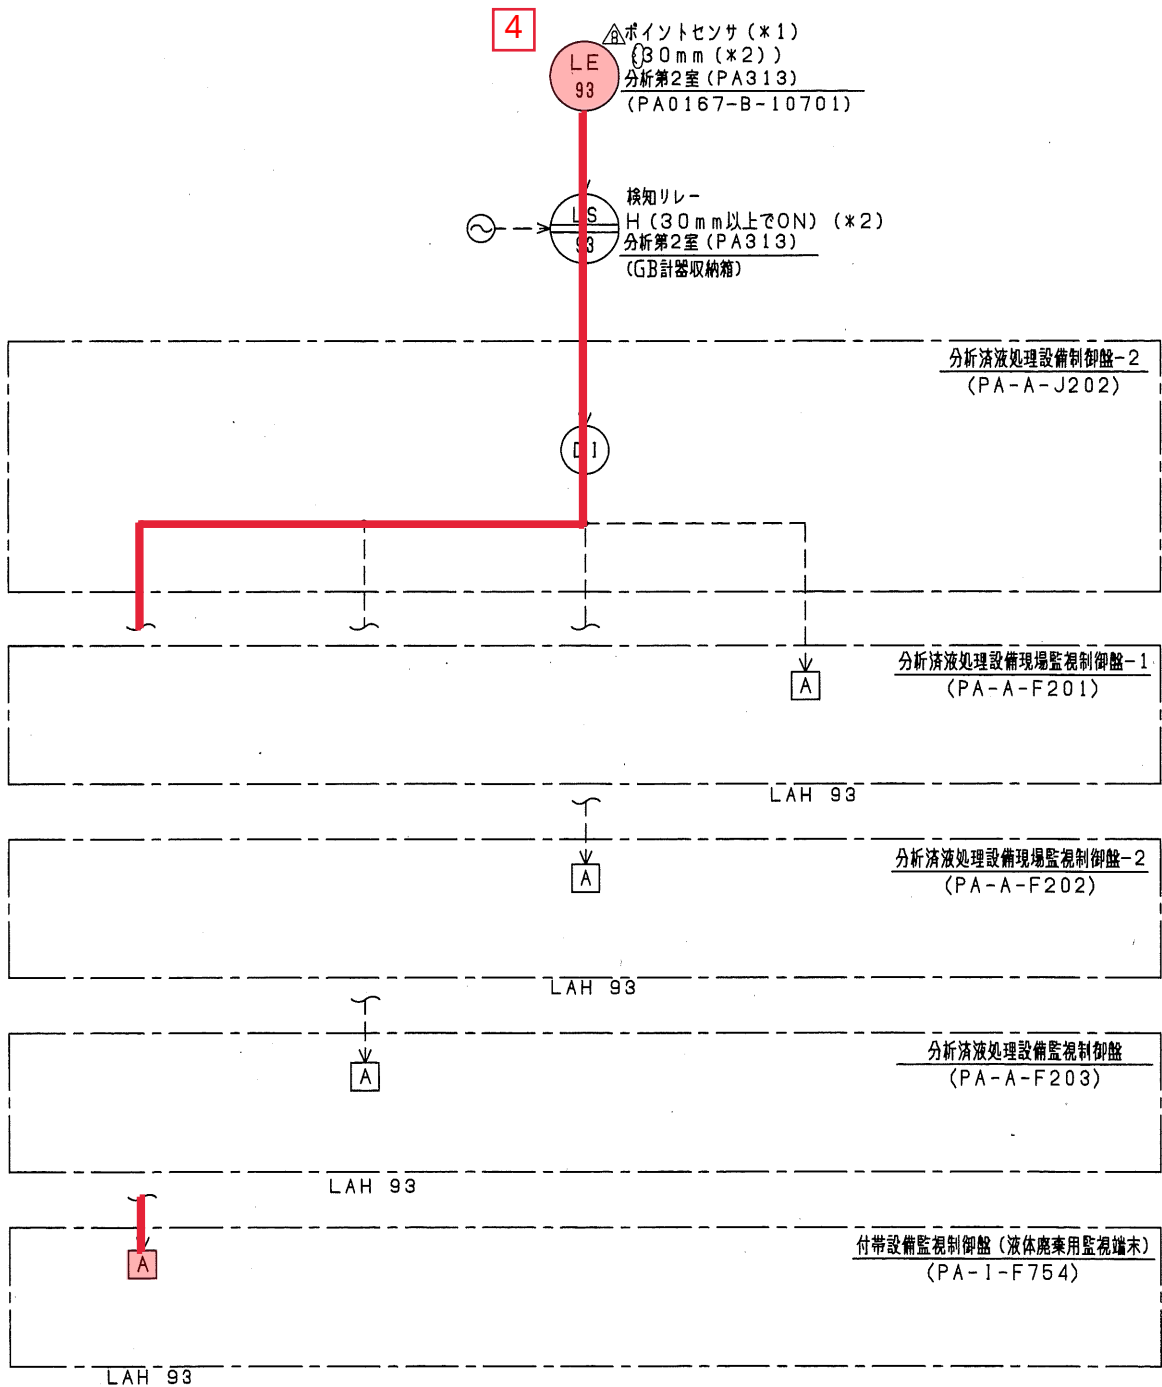 4
8
ポイントセンサ(*1)
(30mm(*2))
LE
93
分析第2室(PA313)
(PA0167-B-10701)
検知リレー
LS
93
H(30mm以上でON)(*2)
分析第2室(PA313)
(GB計器収納箱)
分析済液処理設備制御盤-2
(PA-A-J202)
DI
分析済液処理設備現場監視制御盤-1
(PA-A-F201)
A
LAH 93
分析済液処理設備現場監視制御盤-2
(PA-A-F202)
A
LAH 93
分析済液処理設備監視制御盤
(PA-A-F203)
A
LAH 93
付帯設備監視制御盤(液体廃棄用監視端末)
(PA-I-F754)
A
LAH 93